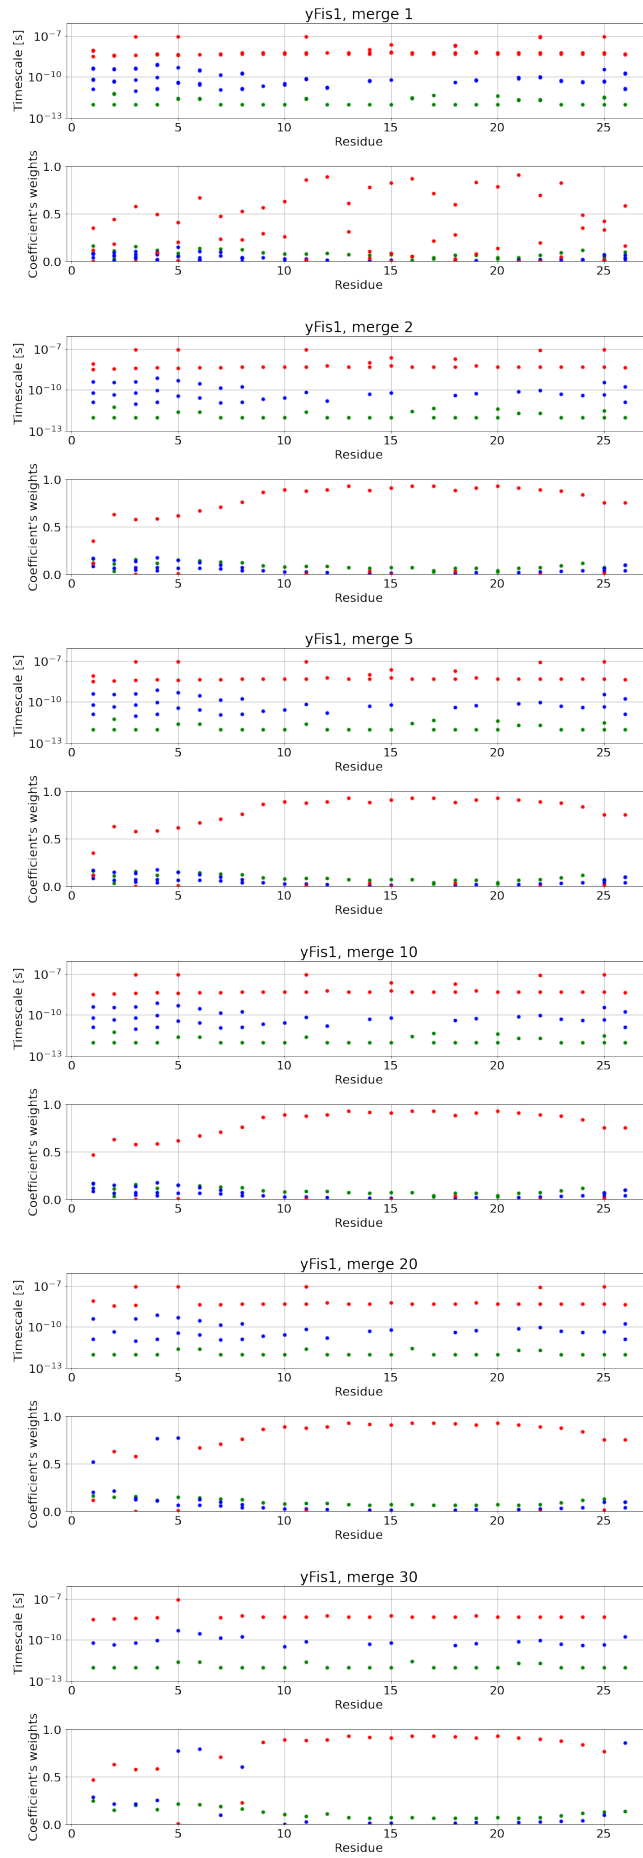 yFis1, merge 1
Timescale [s]
10⁻⁷
10⁻¹⁰
10⁻¹³
0 5 10 15 20 25
Residue
Coefficient's weights
1.0
0.5
0.0
0 5 10 15 20 25
Residue
yFis1, merge 2
Timescale [s]
10⁻⁷
10⁻¹⁰
10⁻¹³
0 5 10 15 20 25
Residue
Coefficient's weights
1.0
0.5
0.0
0 5 10 15 20 25
Residue
yFis1, merge 5
Timescale [s]
10⁻⁷
10⁻¹⁰
10⁻¹³
0 5 10 15 20 25
Residue
Coefficient's weights
1.0
0.5
0.0
0 5 10 15 20 25
Residue
yFis1, merge 10
Timescale [s]
10⁻⁷
10⁻¹⁰
10⁻¹³
0 5 10 15 20 25
Residue
Coefficient's weights
1.0
0.5
0.0
0 5 10 15 20 25
Residue
yFis1, merge 20
Timescale [s]
10⁻⁷
10⁻¹⁰
10⁻¹³
0 5 10 15 20 25
Residue
Coefficient's weights
1.0
0.5
0.0
0 5 10 15 20 25
Residue
yFis1, merge 30
Timescale [s]
10⁻⁷
10⁻¹⁰
10⁻¹³
0 5 10 15 20 25
Residue
Coefficient's weights
1.0
0.5
0.0
0 5 10 15 20 25
Residue